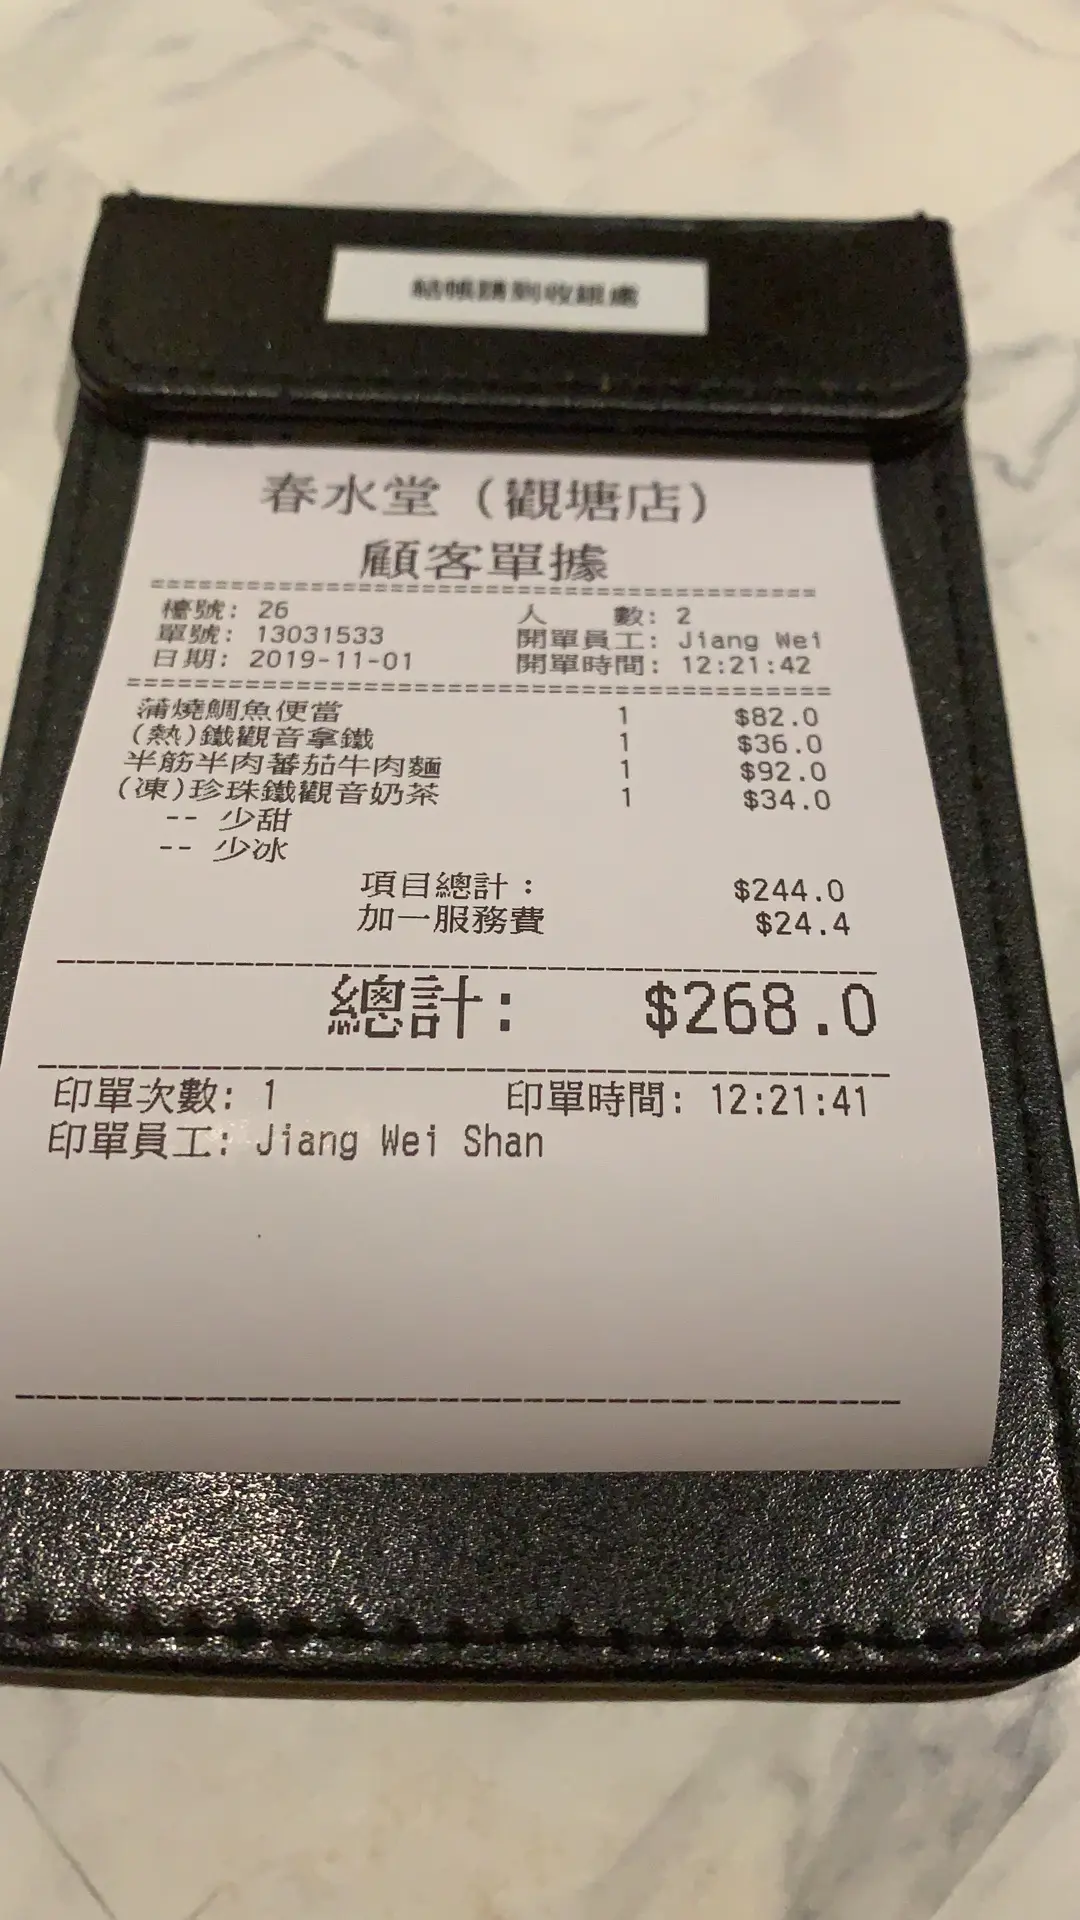 結帳請到收銀處
春水堂（觀塘店）
顧客單據
========================================
檯號: 26 人 數: 2
單號: 13031533 開單員工: Jiang Wei
日期: 2019-11-01 開單時間: 12:21:42
========================================
蒲燒鯛魚便當 1 $82.0
(熱)鐵觀音拿鐵 1 $36.0
半筋半肉蕃茄牛肉麵 1 $92.0
(凍)珍珠鐵觀音奶茶 1 $34.0
-- 少甜
-- 少冰
項目總計： $244.0
加一服務費 $24.4
總計: $268.0
印單次數: 1 印單時間: 12:21:41
印單員工: Jiang Wei Shan